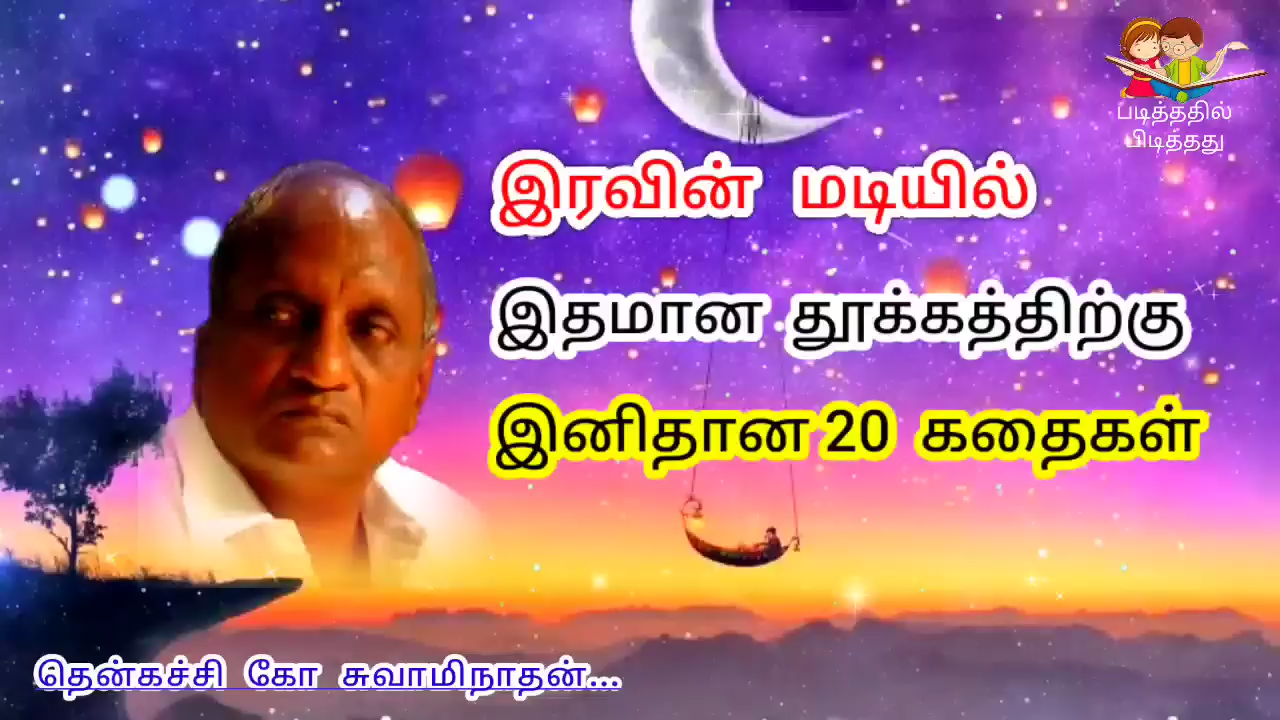 படித்ததில்
பிடித்தது
இரவின் மடியில்
இதமான தூக்கத்திற்கு
இனிதான 20 கதைகள்
தென்கச்சி கோ சுவாமிநாதன்...